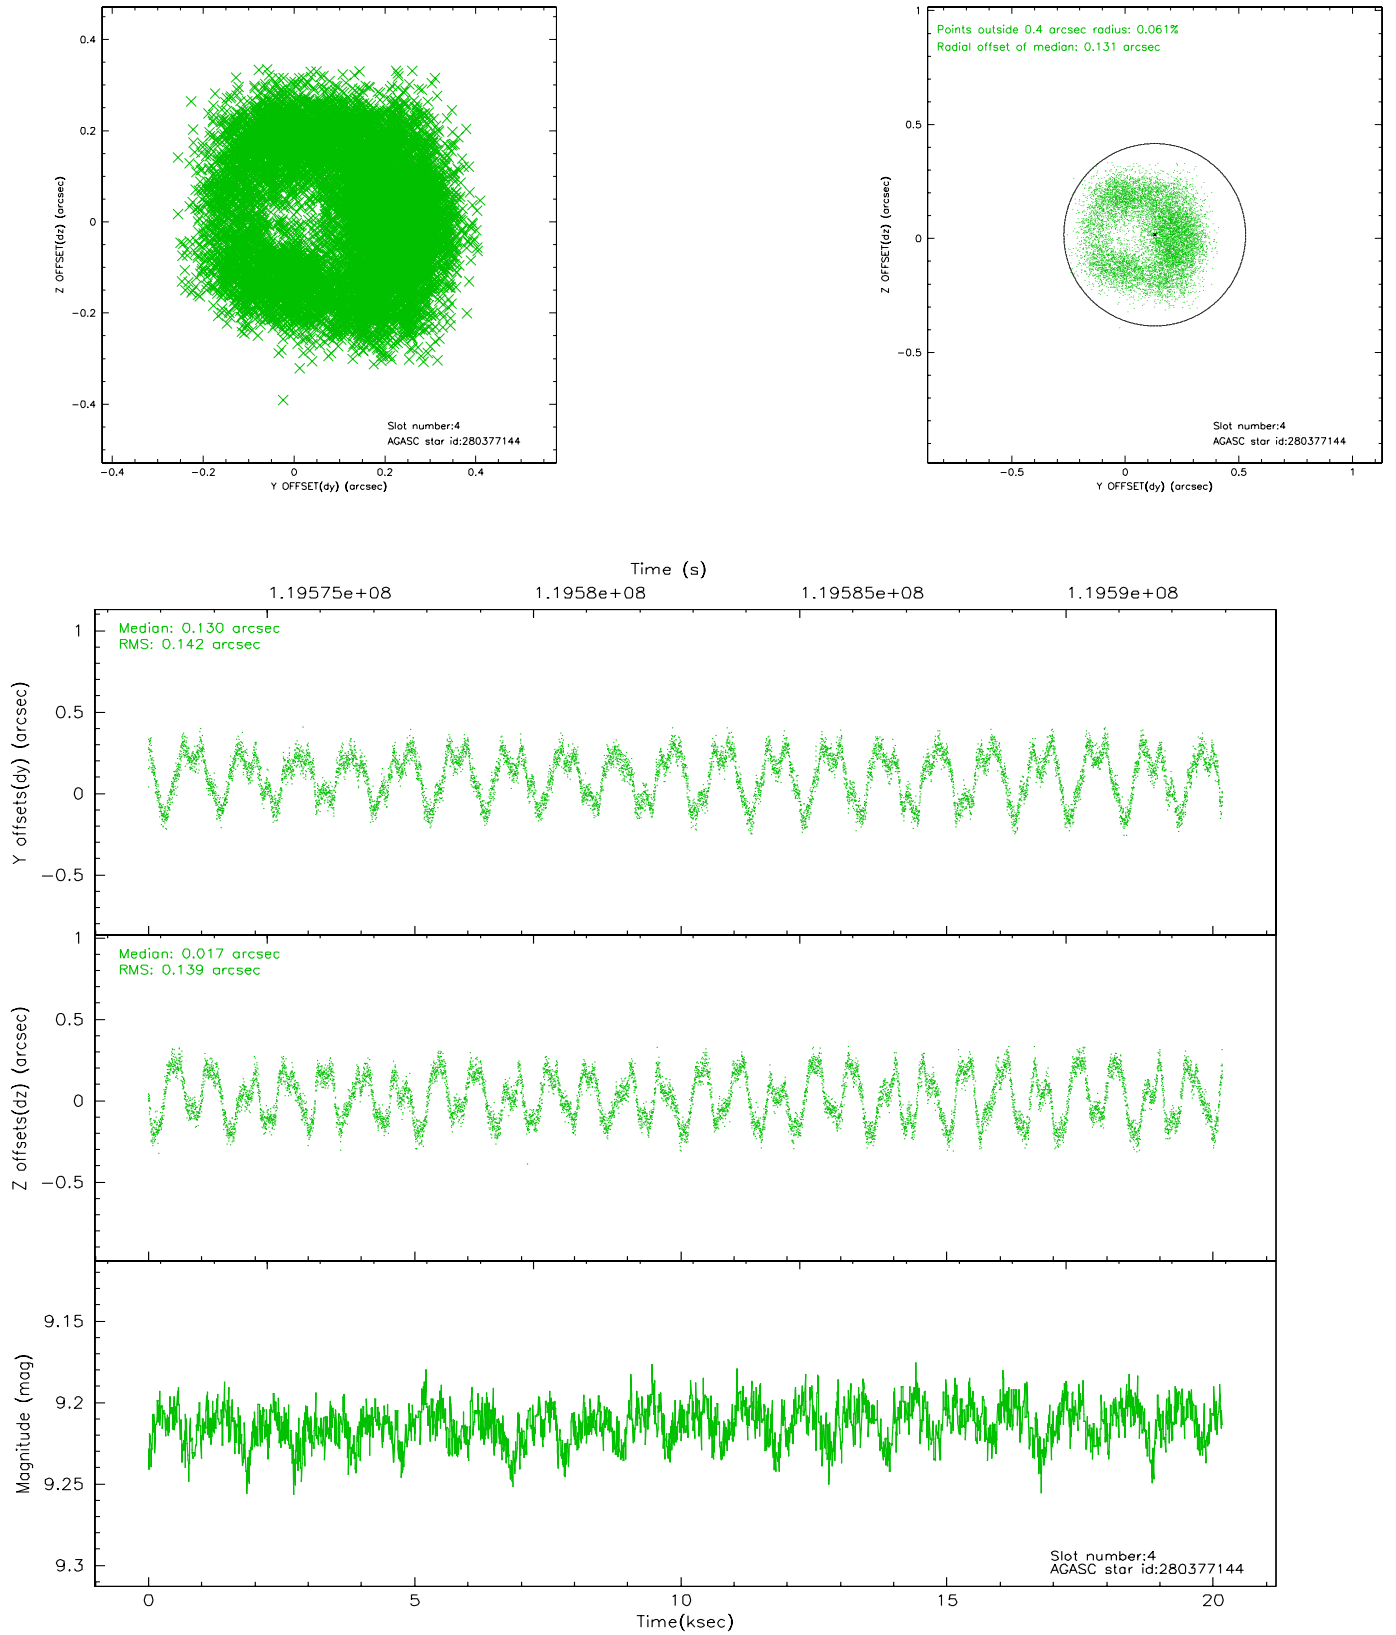 0.4
0.2
0
−0.2
−0.4
Z OFFSET(dz) (arcsec)
Slot number:4
AGASC star id:280377144
−0.4 −0.2 0 0.2 0.4
Y OFFSET(dy) (arcsec)
Points outside 0.4 arcsec radius: 0.061%
Radial offset of median: 0.131 arcsec
1
0.5
0
−0.5
Z OFFSET(dz) (arcsec)
Slot number:4
AGASC star id:280377144
−0.5 0 0.5 1
Y OFFSET(dy) (arcsec)
Time (s)
1.19575e+08 1.1958e+08 1.19585e+08 1.1959e+08
Median: 0.130 arcsec
RMS: 0.142 arcsec
1
0.5
0
−0.5
Y offsets(dy) (arcsec)
Median: 0.017 arcsec
RMS: 0.139 arcsec
1
0.5
0
−0.5
Z offsets(dz) (arcsec)
9.15
9.2
9.25
9.3
Magnitude (mag)
Slot number:4
AGASC star id:280377144
0 5 10 15 20
Time(ksec)